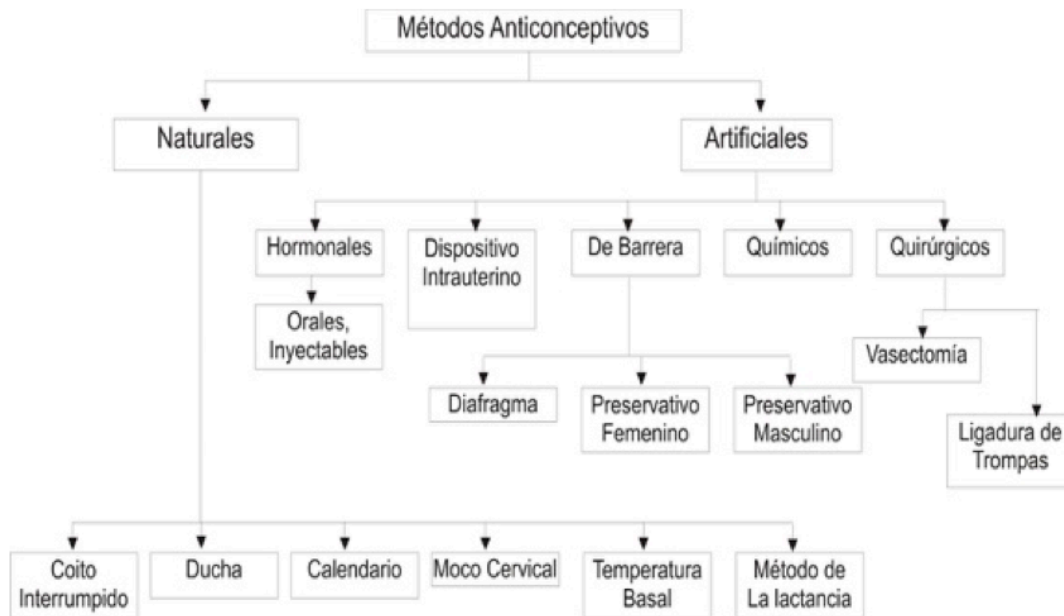 Métodos Anticonceptivos
Naturales
Artificiales
Hormonales
Dispositivo
Intrauterino
De Barrera
Químicos
Quirúrgicos
Orales,
Inyectables
Vasectomía
Diafragma
Preservativo
Femenino
Preservativo
Masculino
Ligadura de
Trompas
Coito
Interrumpido
Ducha
Calendario
Moco Cervical
Temperatura
Basal
Método de
La lactancia